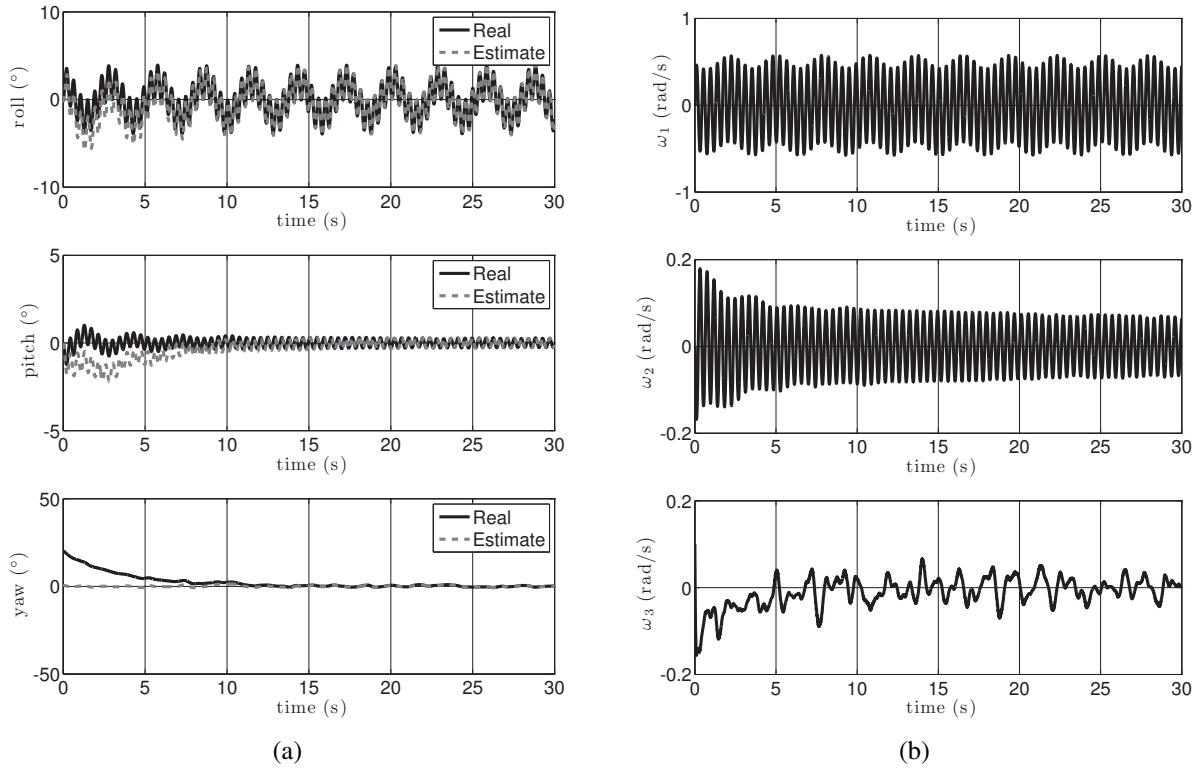 10
0
-10
roll (°)
Real
Estimate
0 5 10 15 20 25 30
time (s)
5
0
-5
pitch (°)
Real
Estimate
0 5 10 15 20 25 30
time (s)
50
0
-50
yaw (°)
Real
Estimate
0 5 10 15 20 25 30
time (s)
(a)
1
0
-1
ω1 (rad/s)
0 5 10 15 20 25 30
time (s)
0.2
0
-0.2
ω2 (rad/s)
0 5 10 15 20 25 30
time (s)
0.2
0
-0.2
ω3 (rad/s)
0 5 10 15 20 25 30
time (s)
(b)